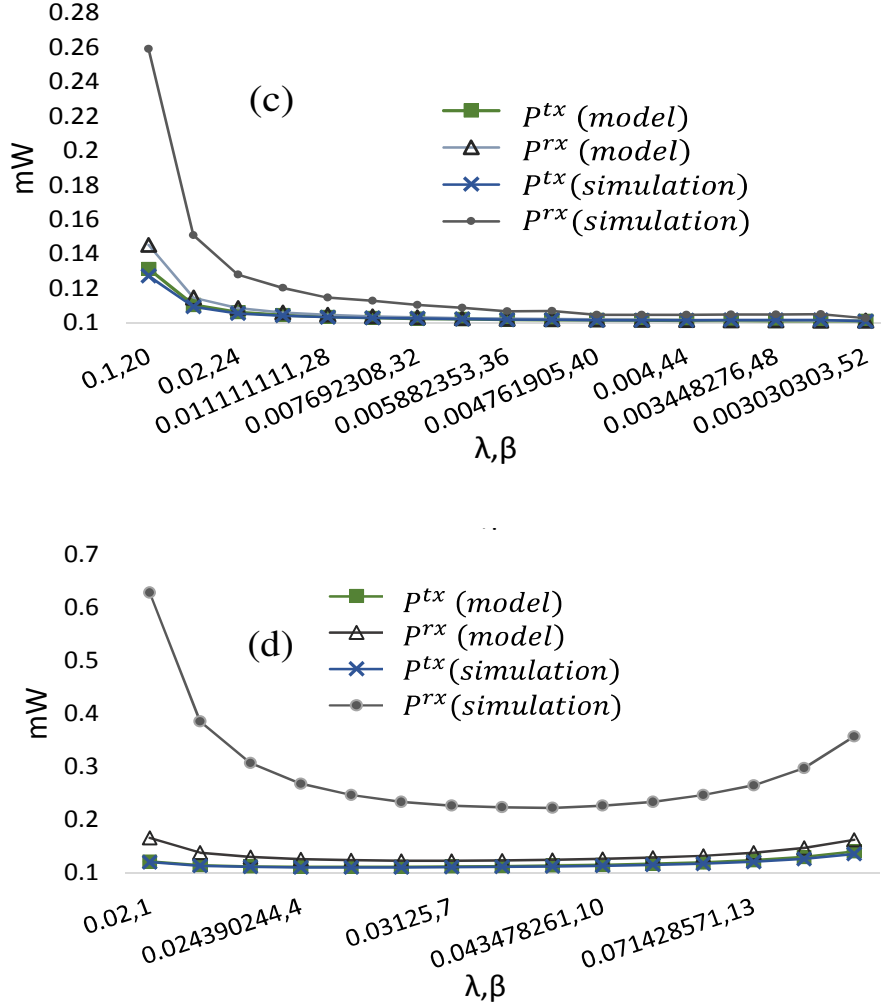 0.28
0.26
0.24
0.22
0.2
0.18
0.16
0.14
0.12
0.1
mW
(c)
P^tx (model)
P^rx (model)
P^tx(simulation)
P^rx(simulation)
0.1,20
0.02,24
0.011111111,28
0.007692308,32
0.005882353,36
0.004761905,40
0.004,44
0.003448276,48
0.003030303,52
λ,β
0.7
0.6
0.5
0.4
0.3
0.2
0.1
mW
(d)
P^tx (model)
P^rx (model)
P^tx(simulation)
P^rx(simulation)
0.02,1
0.024390244,4
0.03125,7
0.043478261,10
0.071428571,13
λ,β